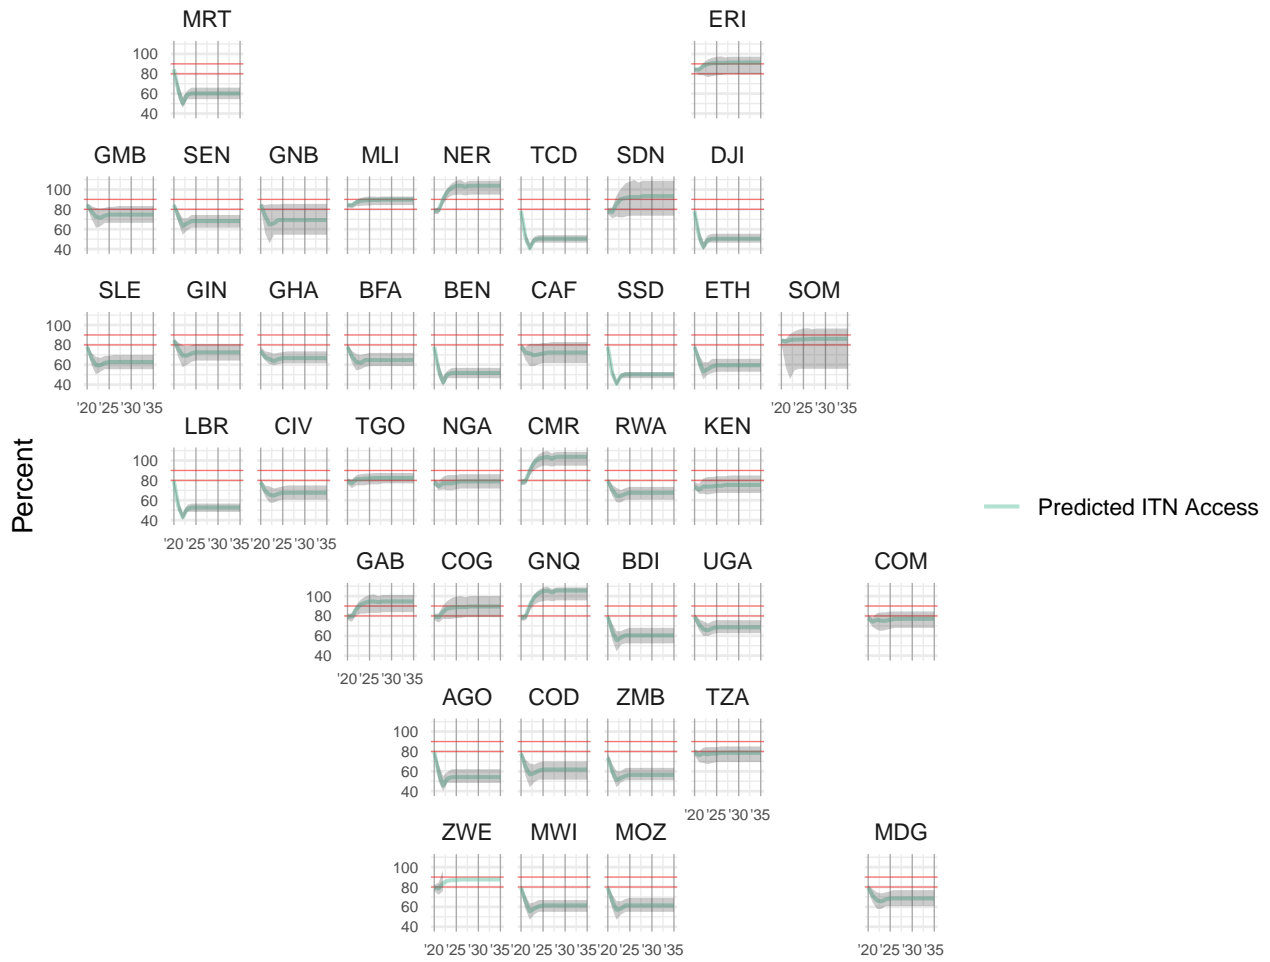 MRT ERI
100
80
60
40
GMB SEN GNB MLI NER TCD SDN DJI
100
80
60
40
SLE GIN GHA BFA BEN CAF SSD ETH SOM
100
80
60
40
'20 '25 '30 '35 '20 '25 '30 '35
LBR CIV TGO NGA CMR RWA KEN
100
80
60
40
'20 '25 '30 '35 '20 '25 '30 '35
GAB COG GNQ BDI UGA COM
100
80
60
40
'20 '25 '30 '35
AGO COD ZMB TZA
100
80
60
40
'20 '25 '30 '35
ZWE MWI MOZ MDG
100
80
60
40
'20 '25 '30 '35 '20 '25 '30 '35 '20 '25 '30 '35 '20 '25 '30 '35
Percent
Predicted ITN Access